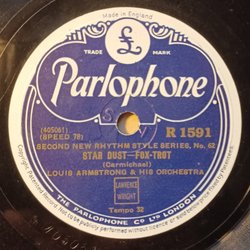 Made in England
£
TRADE MARK
Parlophone
(405061)
(SPEED 78)
R 1591
SECOND NEW RHYTHM STYLE SERIES, No. 62
STAR DUST—FOX-TROT
(Carmichael)
LOUIS ARMSTRONG & HIS ORCHESTRA
LAWRENCE
WRIGHT
Tempo 32
THE PARLOPHONE CO LTD LONDON